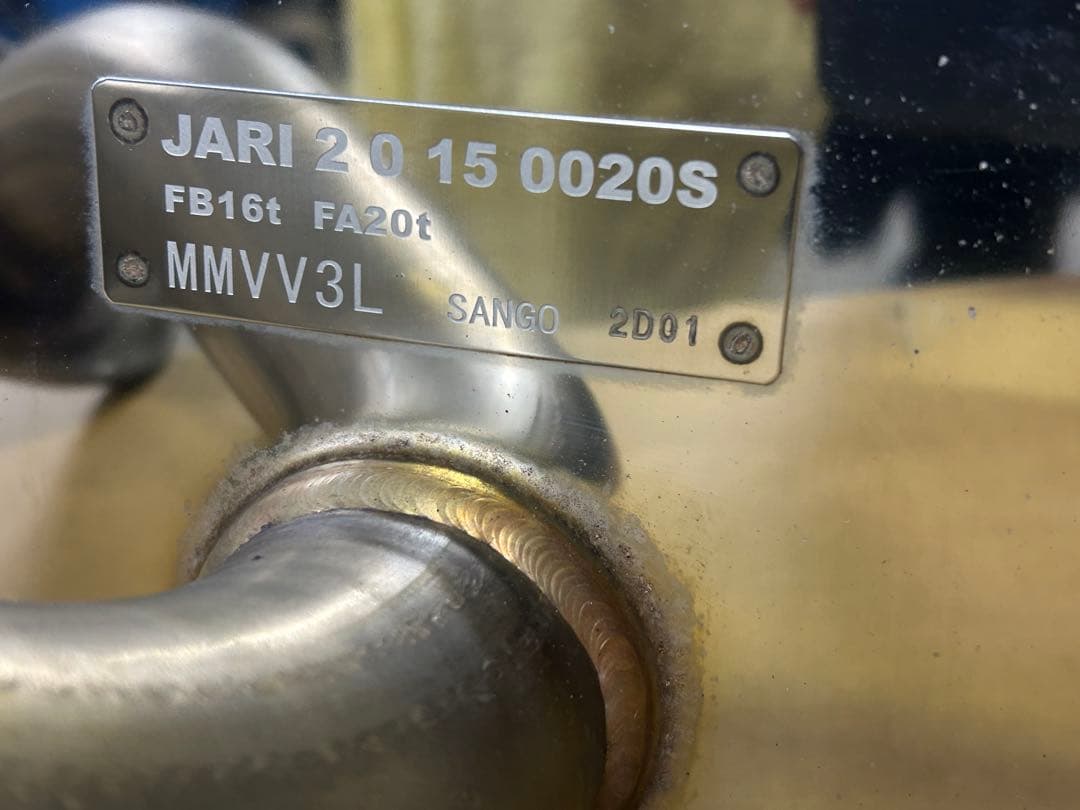 JARI 2 0 15 0020S
FB16t FA20t
MMVV3L SANGO 2D01